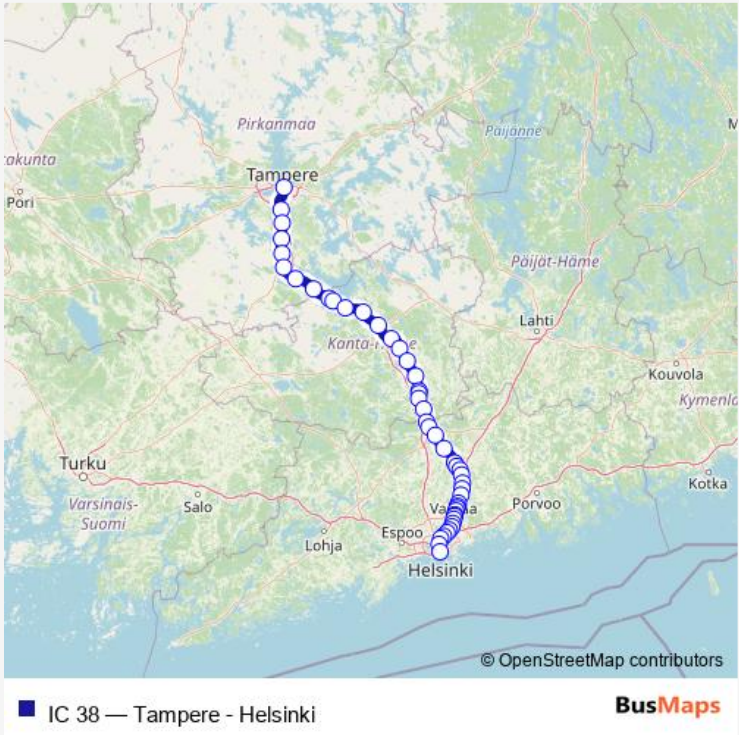 Pirkanmaa
Päijänne
M
akunta
Tampere
Pori
Päijät-Häme
Lahti
Kanta-
e
Kouvola
Kymenla
Turku
Kotka
Varsinais-
Suomi
Salo
Porvoo
Va
a
Espoo
Lohja
Helsinki
© OpenStreetMap contributors
IC 38 — Tampere - Helsinki
BusMaps